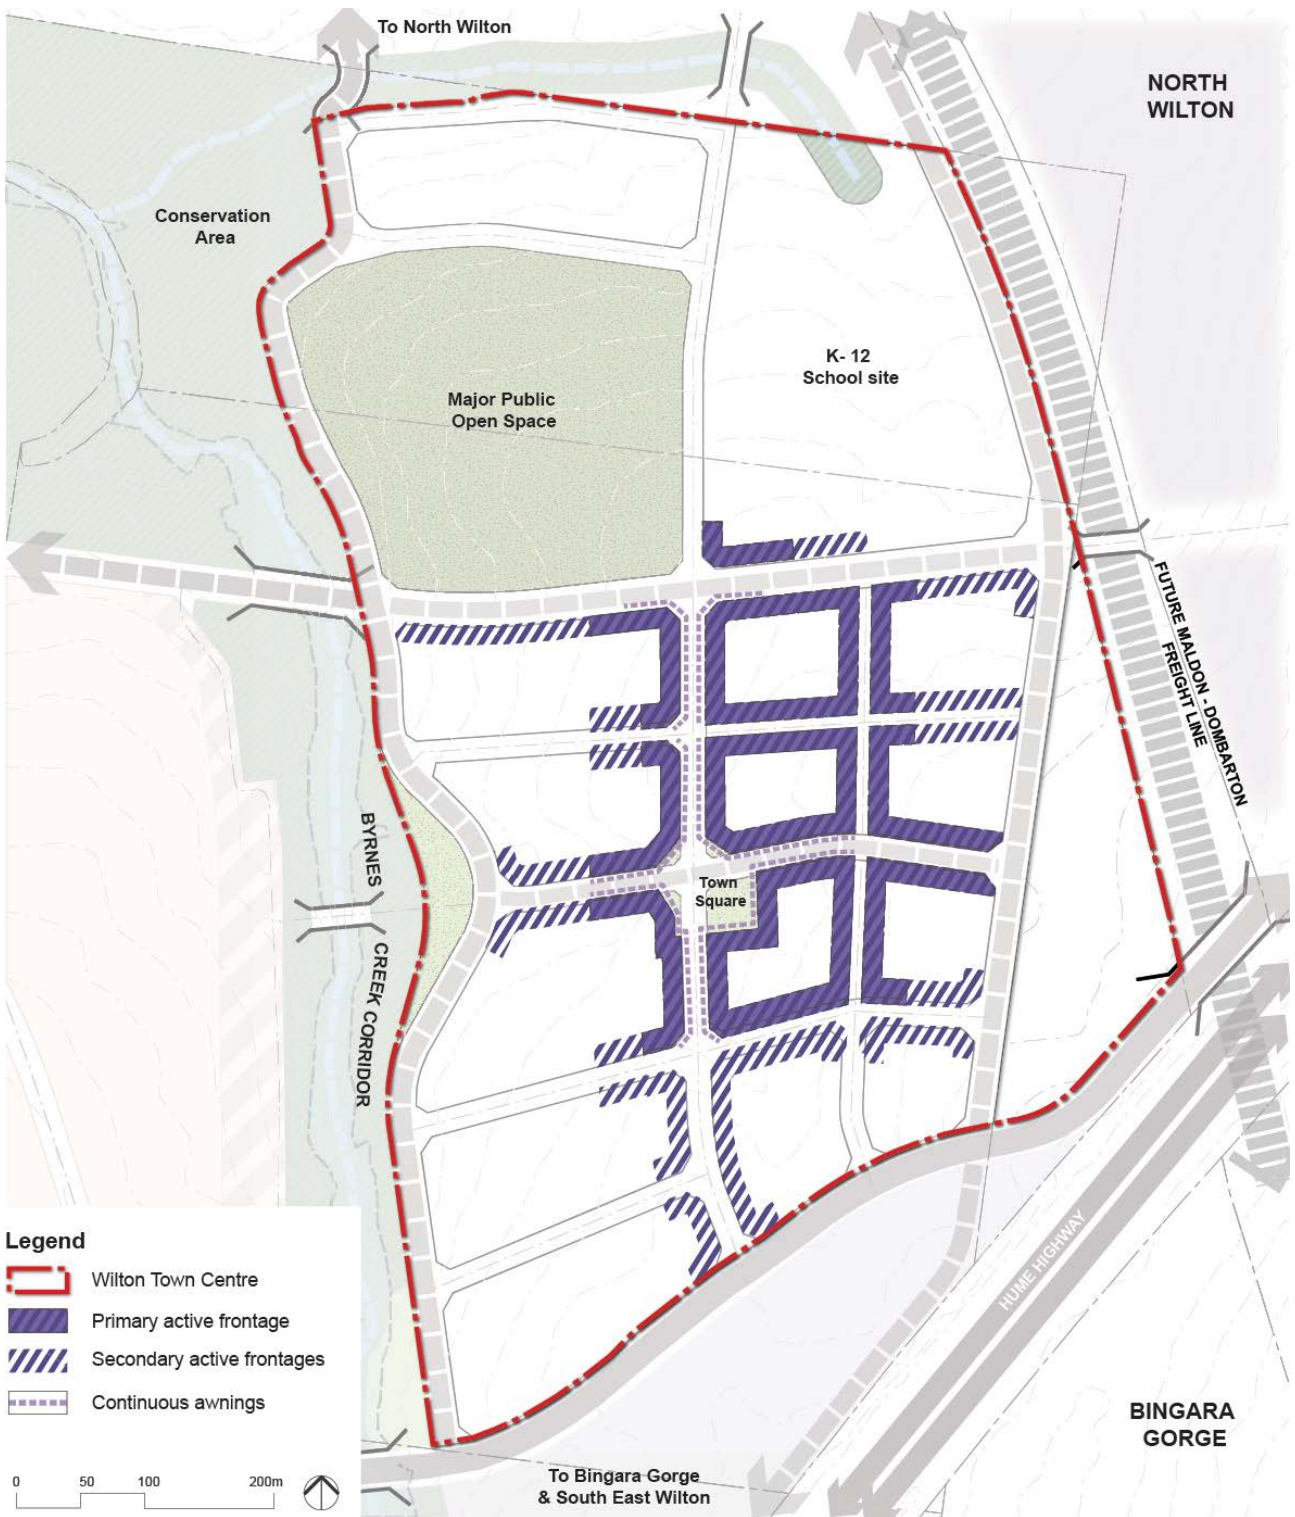 To North Wilton
NORTH
WILTON
Conservation
Area
K- 12
School site
Major Public
Open Space
FUTURE MALDON - DOMBARTON
FREIGHT LINE
BYRNES
CREEK CORRIDOR
Town
Square
HUME HIGHWAY
Legend
Wilton Town Centre
Primary active frontage
Secondary active frontages
Continuous awnings
0 50 100 200m
To Bingara Gorge
& South East Wilton
BINGARA
GORGE